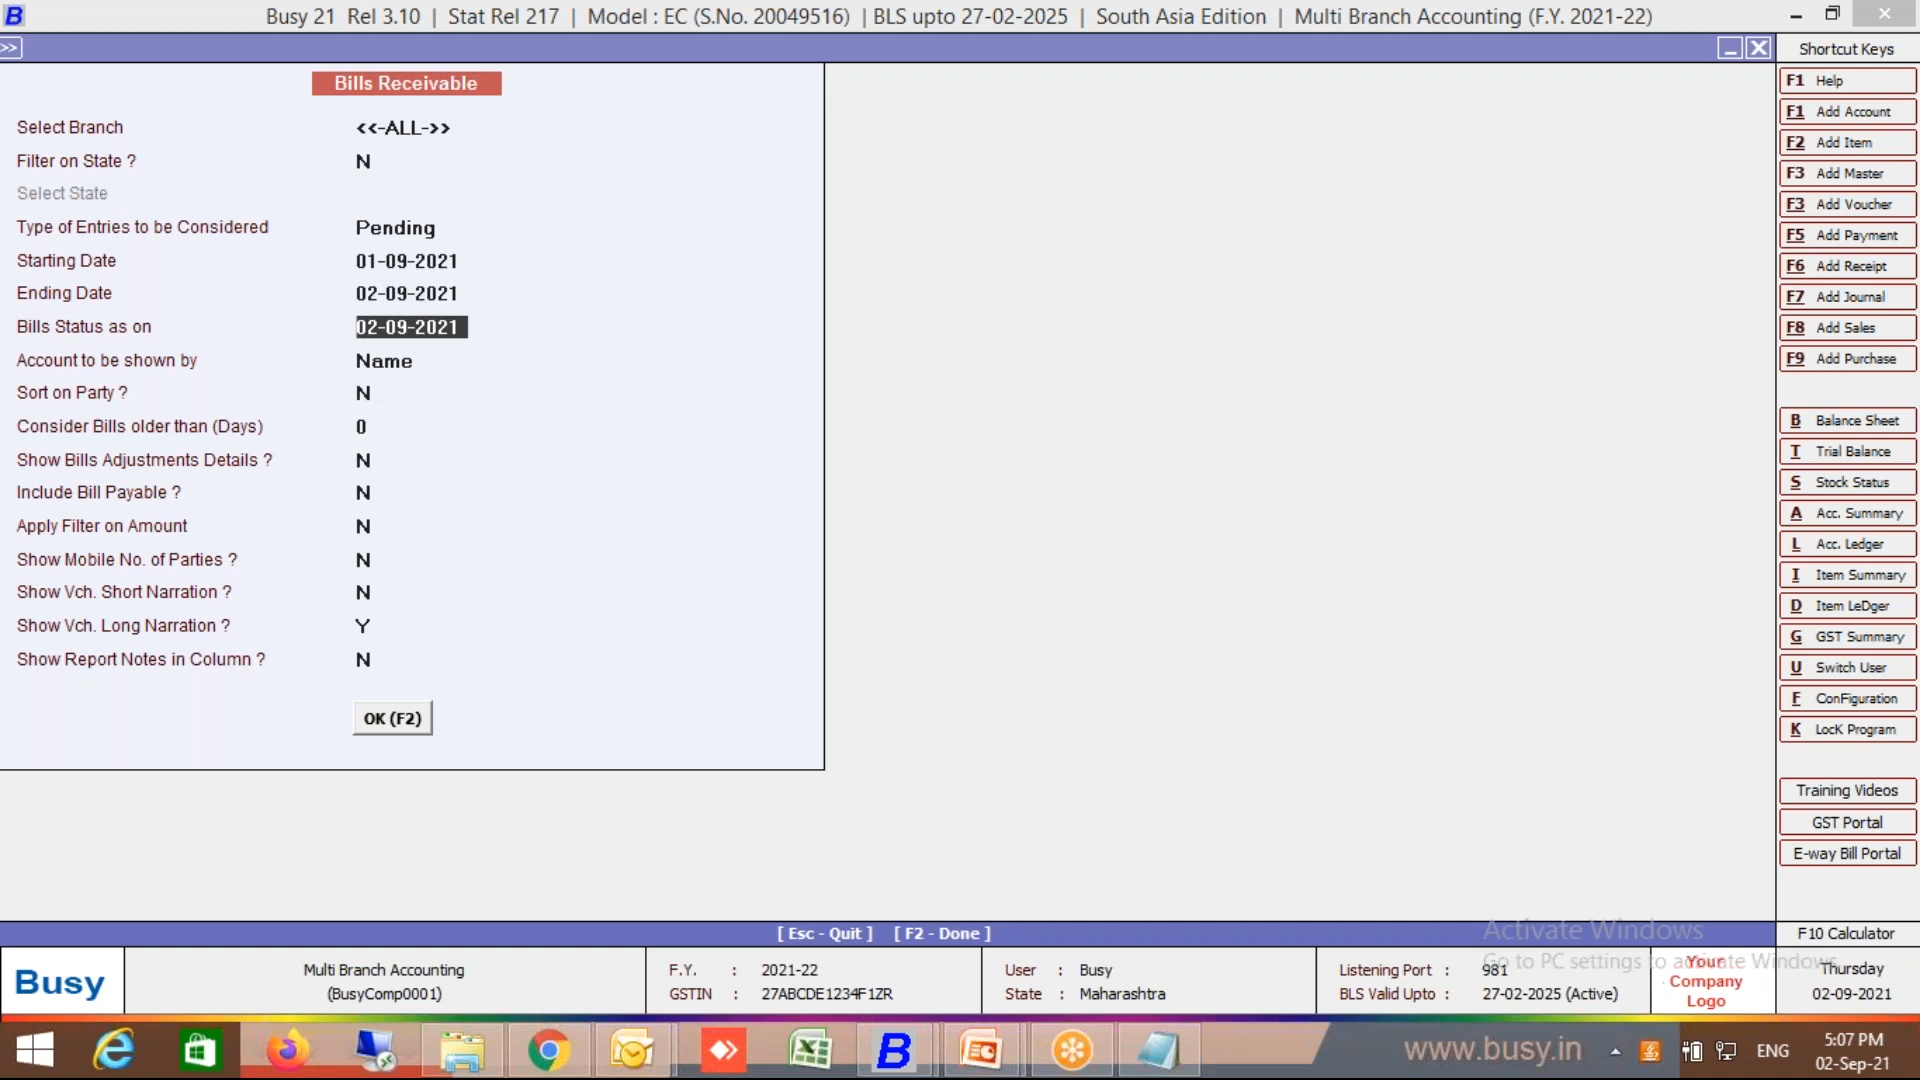 B Busy 21 Rel 3.10 | Stat Rel 217 | Model : EC (S.No. 20049516) | BLS upto 27-02-2025 | South Asia Edition | Multi Branch Accounting (F.Y. 2021-22)
>>
Bills Receivable
Select Branch <<-ALL->>
Filter on State ? N
Select State
Type of Entries to be Considered Pending
Starting Date 01-09-2021
Ending Date 02-09-2021
Bills Status as on 02-09-2021
Account to be shown by Name
Sort on Party ? N
Consider Bills older than (Days) 0
Show Bills Adjustments Details ? N
Include Bill Payable ? N
Apply Filter on Amount N
Show Mobile No. of Parties ? N
Show Vch. Short Narration ? N
Show Vch. Long Narration ? Y
Show Report Notes in Column ? N
OK (F2)
Shortcut Keys
F1 Help
F1 Add Account
F2 Add Item
F3 Add Master
F3 Add Voucher
F5 Add Payment
F6 Add Receipt
F7 Add Journal
F8 Add Sales
F9 Add Purchase
B Balance Sheet
T Trial Balance
S Stock Status
A Acc. Summary
L Acc. Ledger
I Item Summary
D Item LeDger
G GST Summary
U Switch User
F ConFiguration
K LocK Program
Training Videos
GST Portal
E-way Bill Portal
[ Esc - Quit ] [ F2 - Done ]
F10 Calculator
Activate Windows
Go to PC settings to activate Windows.
Busy
Multi Branch Accounting
(BusyComp0001)
F.Y. : 2021-22
GSTIN : 27ABCDE1234F1ZR
User : Busy
State : Maharashtra
Listening Port : 981
BLS Valid Upto : 27-02-2025 (Active)
Your
Company
Logo
Thursday
02-09-2021
B
www.busy.in
ENG
5:07 PM
02-Sep-21